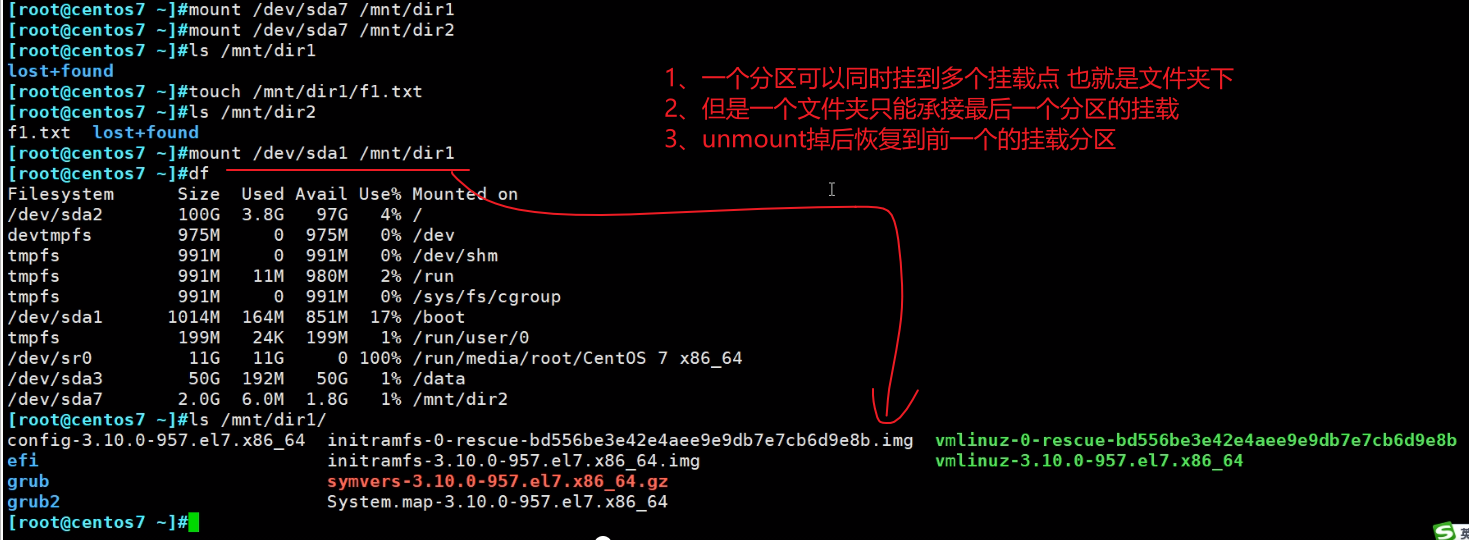 [root@centos7 ~]#mount /dev/sda7 /mnt/dir1
[root@centos7 ~]#mount /dev/sda7 /mnt/dir2
[root@centos7 ~]#ls /mnt/dir1
lost+found
[root@centos7 ~]#touch /mnt/dir1/f1.txt
[root@centos7 ~]#ls /mnt/dir2
f1.txt  lost+found
[root@centos7 ~]#mount /dev/sda1 /mnt/dir1
[root@centos7 ~]#df
1、一个分区可以同时挂到多个挂载点 也就是文件夹下
2、但是一个文件夹只能承接最后一个分区的挂载
3、unmount掉后恢复到前一个的挂载分区
Filesystem      Size  Used Avail Use% Mounted on
/dev/sda2       100G  3.8G   97G   4% /
devtmpfs        975M     0  975M   0% /dev
tmpfs           991M     0  991M   0% /dev/shm
tmpfs           991M   11M  980M   2% /run
tmpfs           991M     0  991M   0% /sys/fs/cgroup
/dev/sda1      1014M  164M  851M  17% /boot
tmpfs           199M   24K  199M   1% /run/user/0
/dev/sr0         11G   11G     0 100% /run/media/root/CentOS 7 x86_64
/dev/sda3        50G  192M   50G   1% /data
/dev/sda7       2.0G  6.0M  1.8G   1% /mnt/dir2
[root@centos7 ~]#ls /mnt/dir1/
config-3.10.0-957.el7.x86_64  initramfs-0-rescue-bd556be3e42e4aee9e9db7e7cb6d9e8b.img  vmlinuz-0-rescue-bd556be3e42e4aee9e9db7e7cb6d9e8b
efi                           initramfs-3.10.0-957.el7.x86_64.img                      vmlinuz-3.10.0-957.el7.x86_64
grub                          symvers-3.10.0-957.el7.x86_64.gz
grub2                         System.map-3.10.0-957.el7.x86_64
[root@centos7 ~]#
S 英